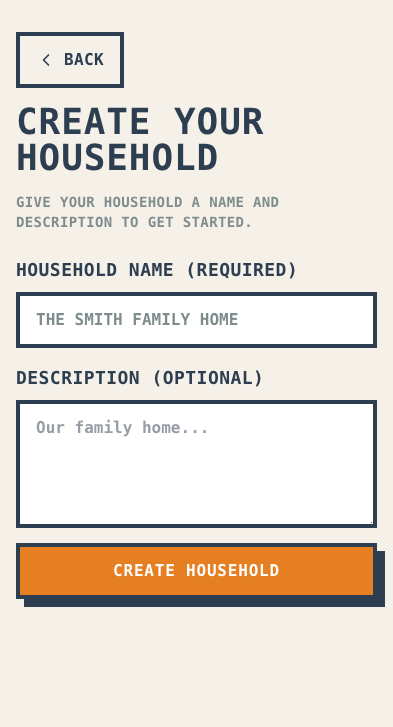 BACK
CREATE YOUR
HOUSEHOLD
GIVE YOUR HOUSEHOLD A NAME AND
DESCRIPTION TO GET STARTED.
HOUSEHOLD NAME (REQUIRED)
THE SMITH FAMILY HOME
DESCRIPTION (OPTIONAL)
Our family home...
CREATE HOUSEHOLD